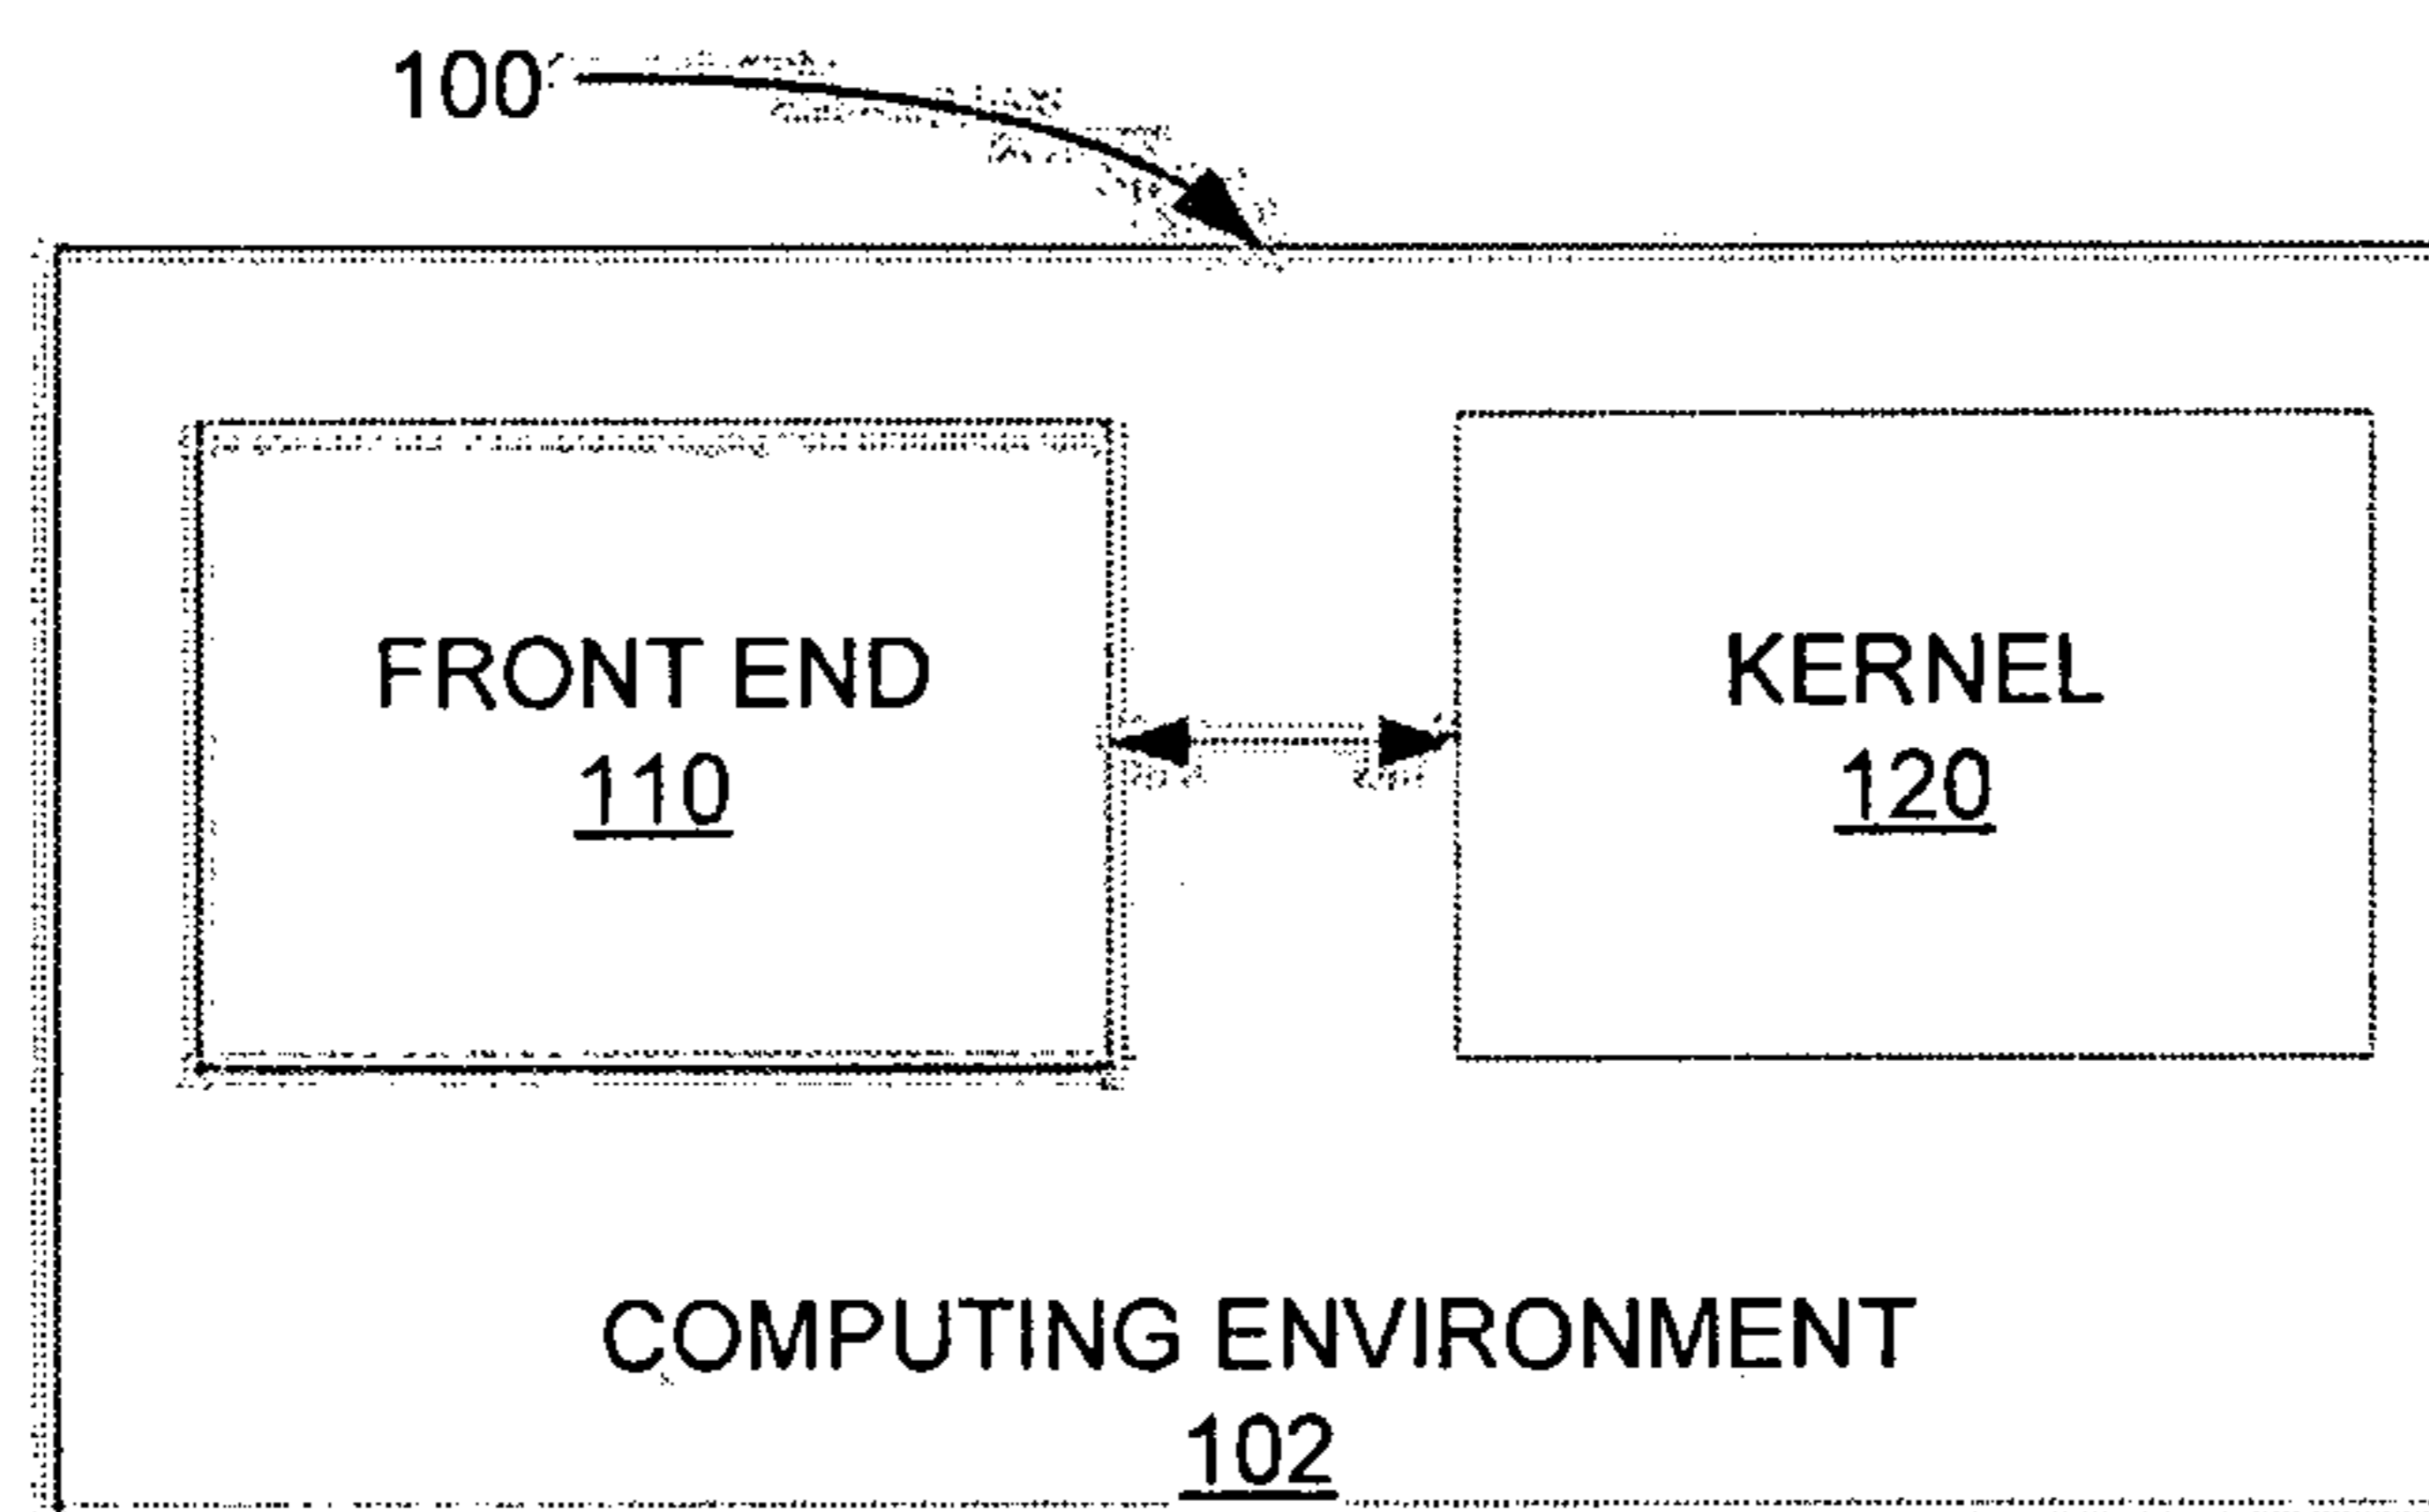 100
FRONT END
110
KERNEL
120
COMPUTING ENVIRONMENT
102